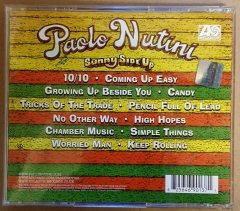 Paolo Nutini
Sunny Side Up
10/10 • Coming Up Easy
Growing Up Beside You • Candy
Tricks Of The Trade • Pencil Full Of Lead
No Other Way • High Hopes
Chamber Music • Simple Things
Worried Man • Keep Rolling